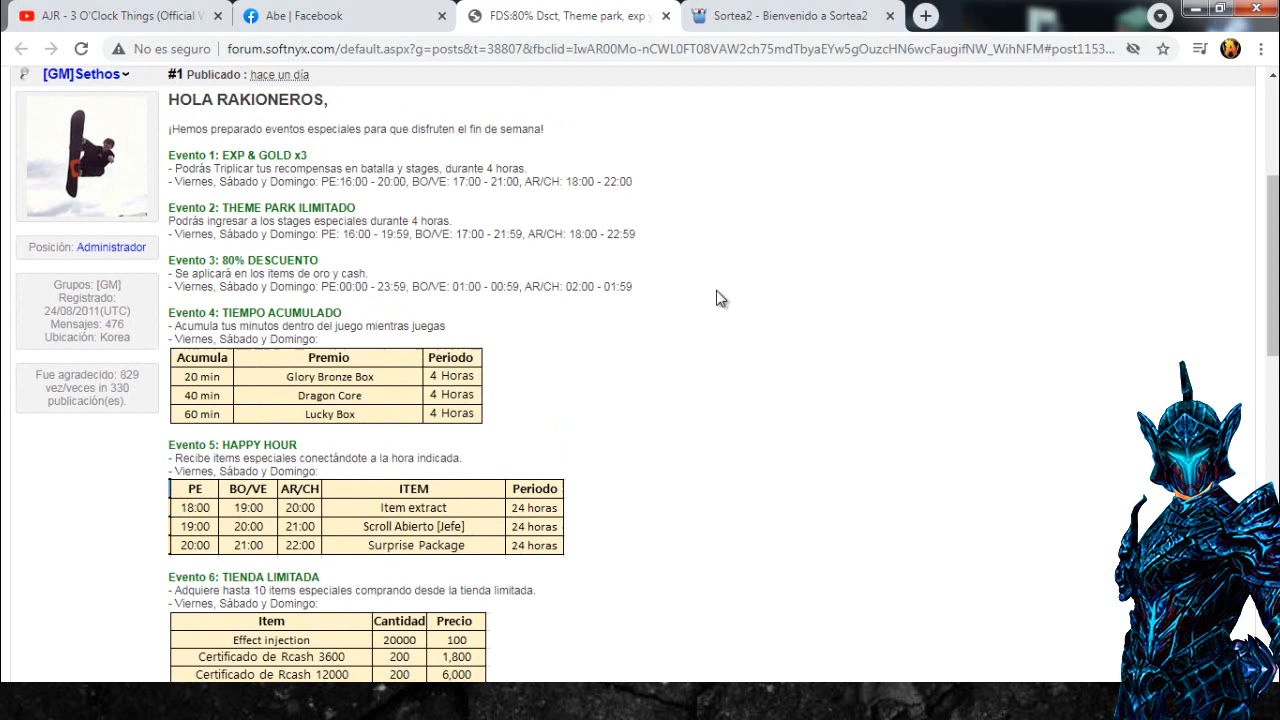 AJR - 3 O'Clock Things (Official V
Abe | Facebook
FDS:80% Dsct, Theme park, exp y
Sortea2 - Bienvenido a Sortea2
No es seguro
forum.softnyx.com/default.aspx?g=posts&t=38807&fbclid=IwAR00Mo-nCWL0FT08VAW2ch75mdTbyaEYw5gOuzcHN6wcFaugifNW_WihNFM#post1153...
[GM]Sethos
#1 Publicado : hace un día
HOLA RAKIONEROS,
¡Hemos preparado eventos especiales para que disfruten el fin de semana!
Evento 1: EXP & GOLD x3
- Podrás Triplicar tus recompensas en batalla y stages, durante 4 horas.
- Viernes, Sábado y Domingo: PE:16:00 - 20:00, BO/VE: 17:00 - 21:00, AR/CH: 18:00 - 22:00
Evento 2: THEME PARK ILIMITADO
Podrás ingresar a los stages especiales durante 4 horas.
- Viernes, Sábado y Domingo: PE: 16:00 - 19:59, BO/VE: 17:00 - 21:59, AR/CH: 18:00 - 22:59
Posición: Administrador
Evento 3: 80% DESCUENTO
- Se aplicará en los items de oro y cash.
- Viernes, Sábado y Domingo: PE:00:00 - 23:59, BO/VE: 01:00 - 00:59, AR/CH: 02:00 - 01:59
Grupos: [GM]
Registrado:
24/08/2011(UTC)
Mensajes: 476
Ubicación: Korea
Fue agradecido: 829
vez/veces in 330
publicación(es).
Evento 4: TIEMPO ACUMULADO
- Acumula tus minutos dentro del juego mientras juegas
- Viernes, Sábado y Domingo:
Acumula Premio Periodo
20 min Glory Bronze Box 4 Horas
40 min Dragon Core 4 Horas
60 min Lucky Box 4 Horas
Evento 5: HAPPY HOUR
- Recibe items especiales conectándote a la hora indicada.
- Viernes, Sábado y Domingo:
PE BO/VE AR/CH ITEM Periodo
18:00 19:00 20:00 Item extract 24 horas
19:00 20:00 21:00 Scroll Abierto [Jefe] 24 horas
20:00 21:00 22:00 Surprise Package 24 horas
Evento 6: TIENDA LIMITADA
- Adquiere hasta 10 items especiales comprando desde la tienda limitada.
- Viernes, Sábado y Domingo:
Item Cantidad Precio
Effect injection 20000 100
Certificado de Rcash 3600 200 1,800
Certificado de Rcash 12000 200 6,000